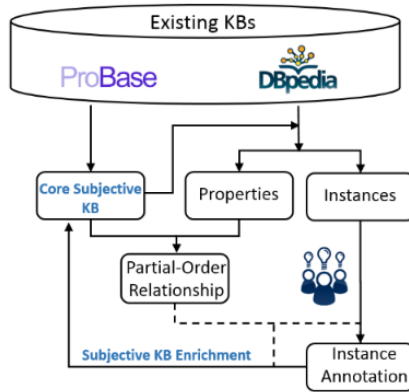 Existing KBs
ProBase
DBpedia
Core Subjective
KB
Properties
Instances
Partial-Order
Relationship
Subjective KB Enrichment
Instance
Annotation